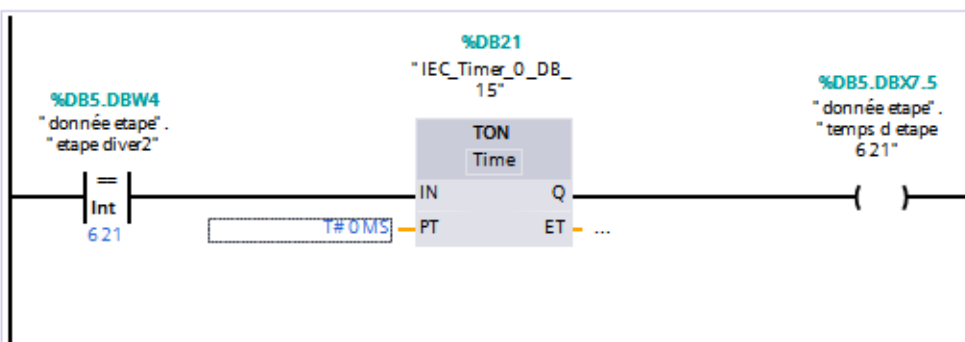 %DB21
"IEC_Timer_0_DB_
15"
%DB5.DBX7.5
"donnée etape".
"temps d etape
621"
%DB5.DBW4
"donnée etape".
"etape diver2"
TON
Time
==
Int
621
IN
Q
T#0MS
PT
ET
...